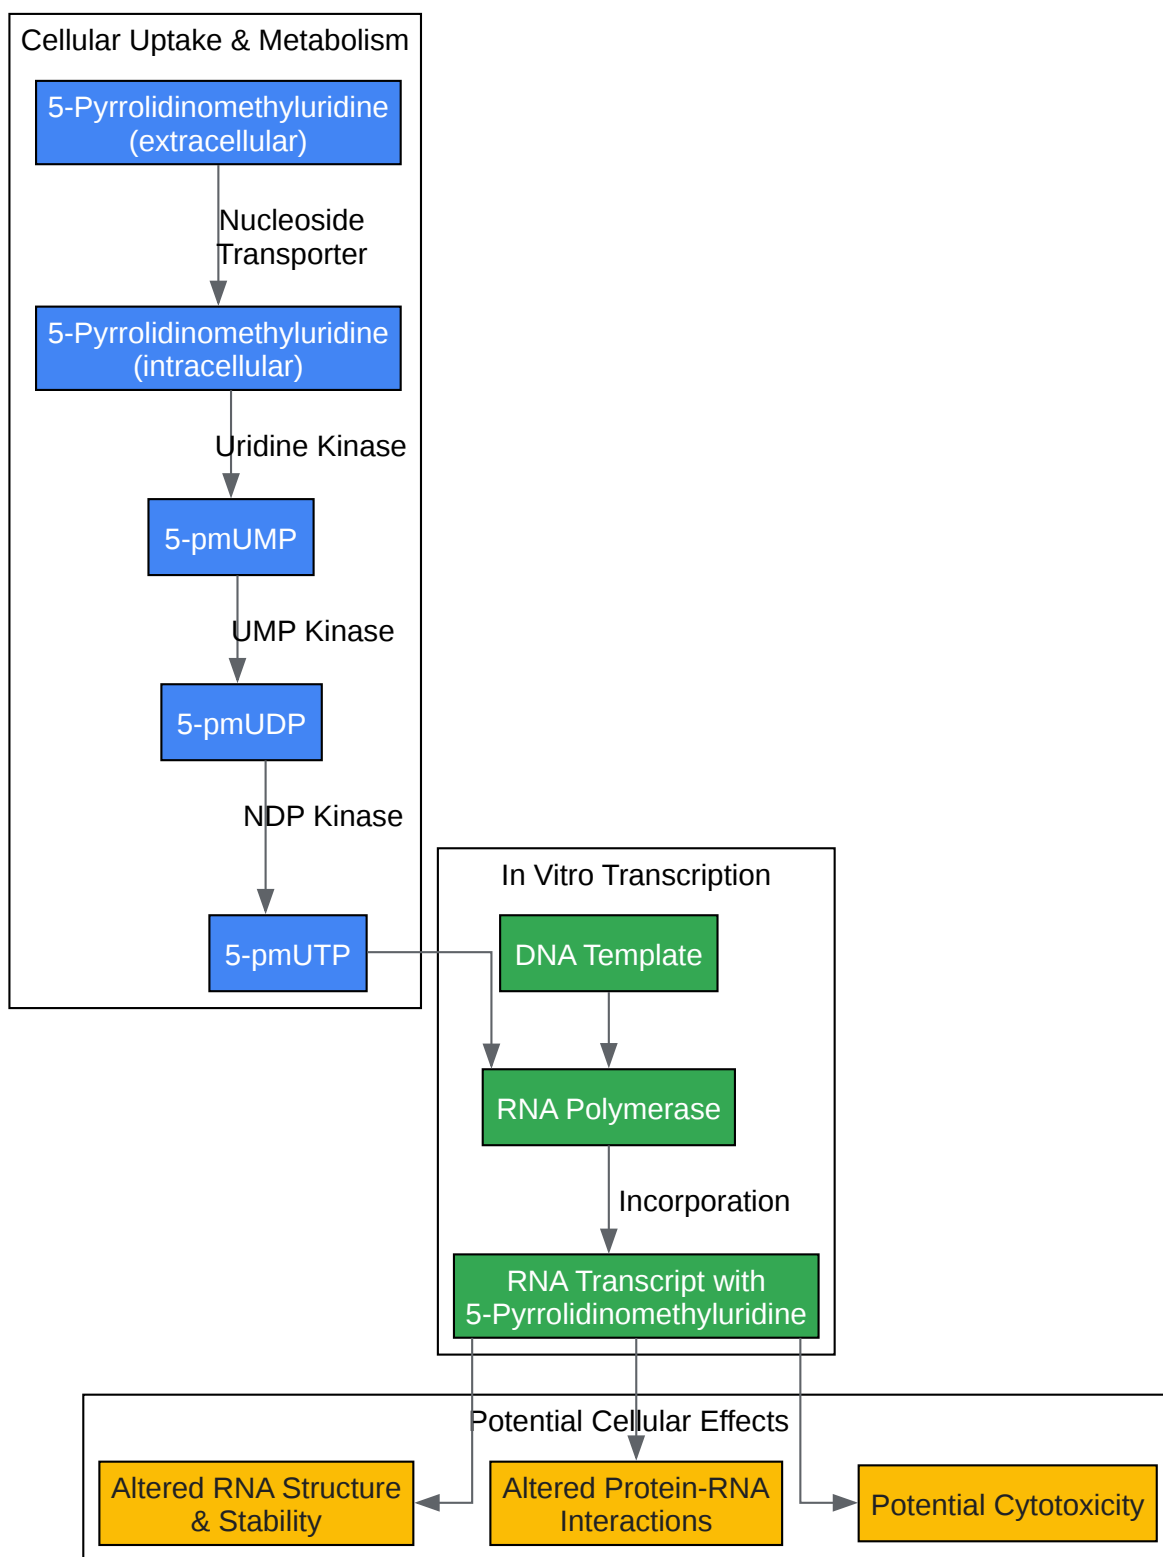 Cellular Uptake & Metabolism
5-Pyrrolidinomethyluridine
(extracellular)
Nucleoside
Transporter
5-Pyrrolidinomethyluridine
(intracellular)
Uridine Kinase
5-pmUMP
UMP Kinase
5-pmUDP
NDP Kinase
5-pmUTP
In Vitro Transcription
DNA Template
RNA Polymerase
Incorporation
RNA Transcript with
5-Pyrrolidinomethyluridine
Potential Cellular Effects
Altered RNA Structure
& Stability
Altered Protein-RNA
Interactions
Potential Cytotoxicity